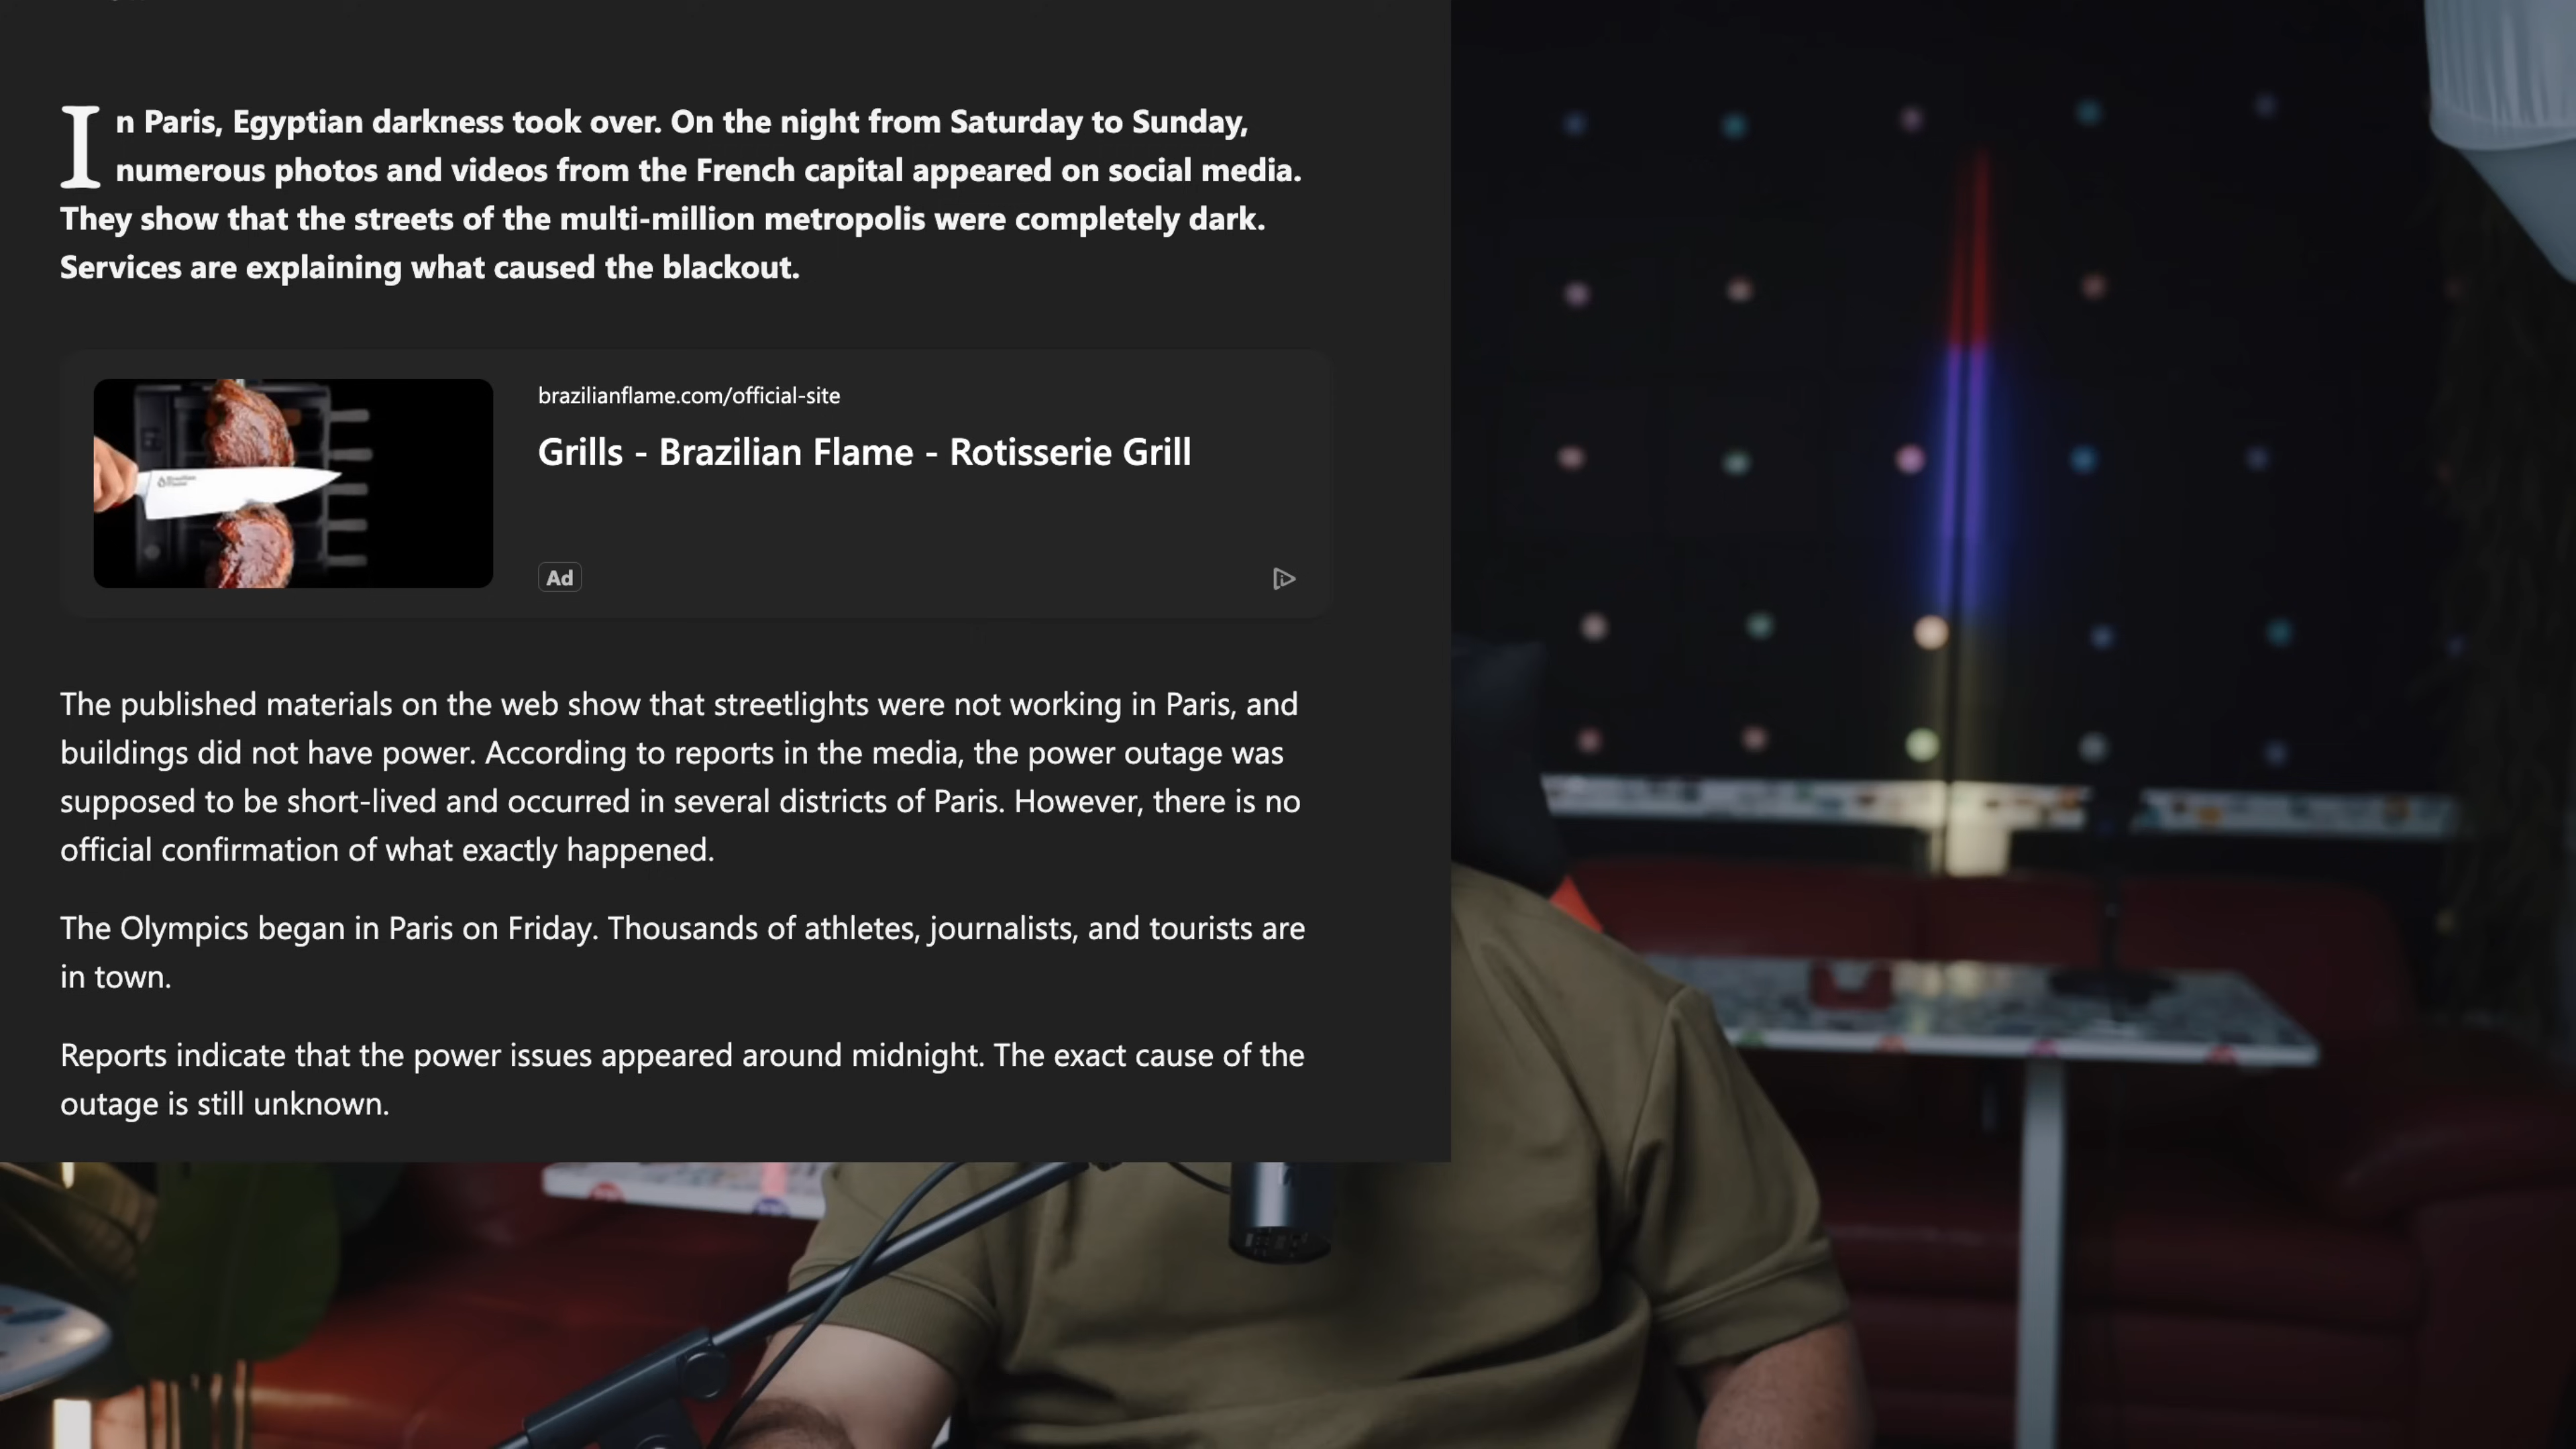 In Paris, Egyptian darkness took over. On the night from Saturday to Sunday,
numerous photos and videos from the French capital appeared on social media.
They show that the streets of the multi-million metropolis were completely dark.
Services are explaining what caused the blackout.
brazilianflame.com/official-site
Grills - Brazilian Flame - Rotisserie Grill
Brazilian
Flame
Ad
The published materials on the web show that streetlights were not working in Paris, and
buildings did not have power. According to reports in the media, the power outage was
supposed to be short-lived and occurred in several districts of Paris. However, there is no
official confirmation of what exactly happened.
The Olympics began in Paris on Friday. Thousands of athletes, journalists, and tourists are
in town.
Reports indicate that the power issues appeared around midnight. The exact cause of the
outage is still unknown.